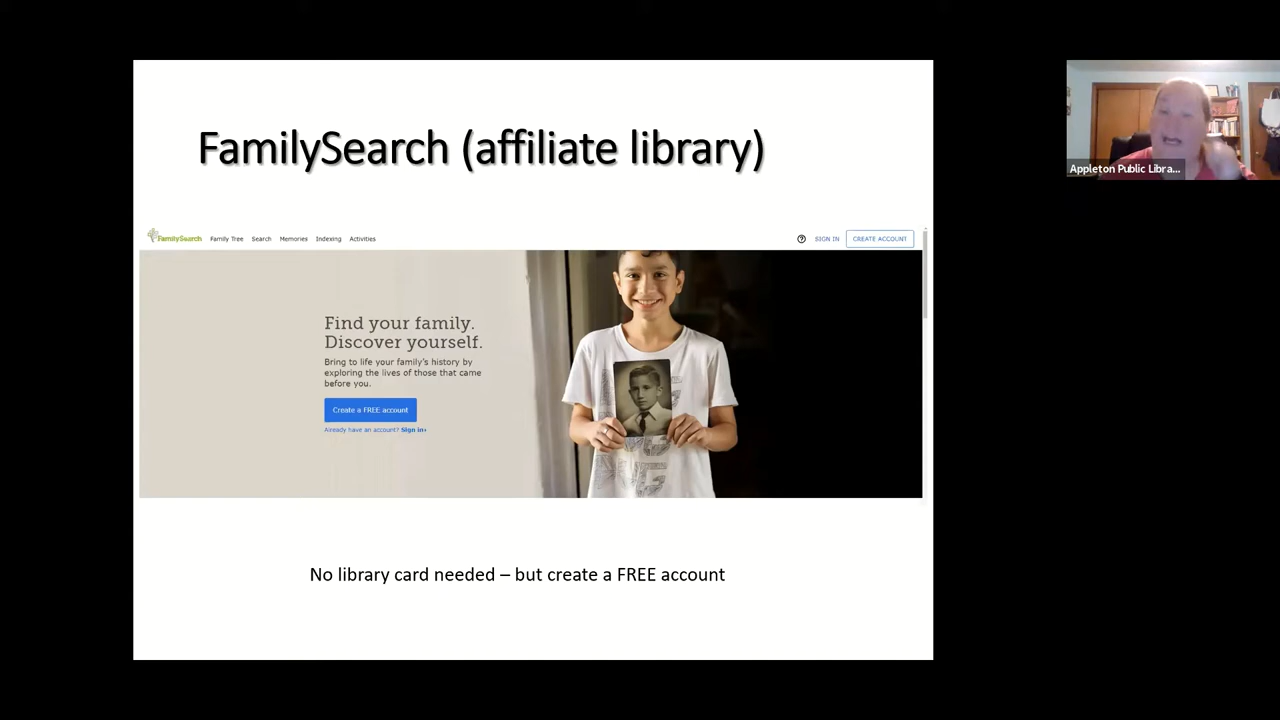 FamilySearch (affiliate library)
Appleton Public Libra...
FamilySearch Family Tree Search Memories Indexing Activities SIGN IN CREATE ACCOUNT
Find your family.
Discover yourself.
Bring to life your family's history by
exploring the lives of those that came
before you.
Create a FREE account
Already have an account? Sign in›
No library card needed – but create a FREE account